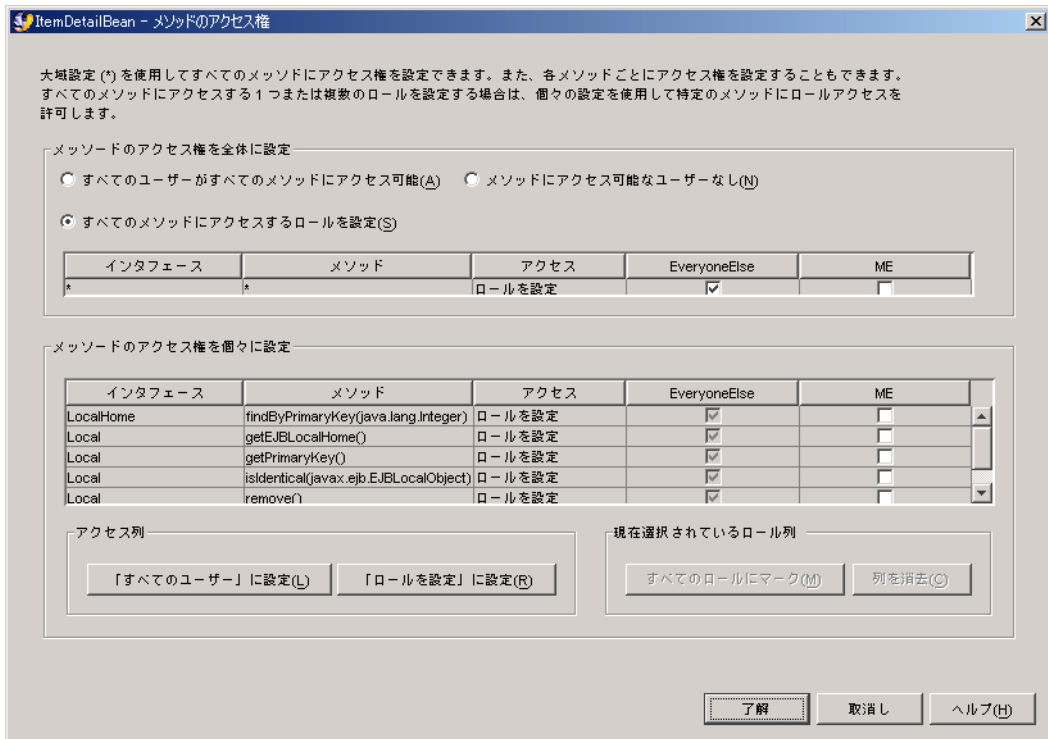 ItemDetailBean - メソッドのアクセス権
大域設定 (*) を使用してすべてのメッソドにアクセス権を設定できます。また、各メソッドごとにアクセス権を設定することもできます。
すべてのメソッドにアクセスする 1 つまたは複数のロールを設定する場合は、個々の設定を使用して特定のメソッドにロールアクセスを
許可します。
メッソードのアクセス権を全体に設定
すべてのユーザーがすべてのメソッドにアクセス可能(A) メソッドにアクセス可能なユーザーなし(N)
すべてのメソッドにアクセスするロールを設定(S)
インタフェース メソッド アクセス EveryoneElse ME
* * ロールを設定
メッソードのアクセス権を個々に設定
インタフェース メソッド アクセス EveryoneElse ME
LocalHome findByPrimaryKey(java.lang.Integer) ロールを設定
Local getEJBLocalHome() ロールを設定
Local getPrimaryKey() ロールを設定
Local isIdentical(javax.ejb.EJBLocalObject) ロールを設定
Local remove() ロールを設定
アクセス列 現在選択されているロール列
「すべてのユーザー」に設定(L) 「ロールを設定」に設定(R) すべてのロールにマーク(M) 列を消去(C)
了解 取消し ヘルプ(H)